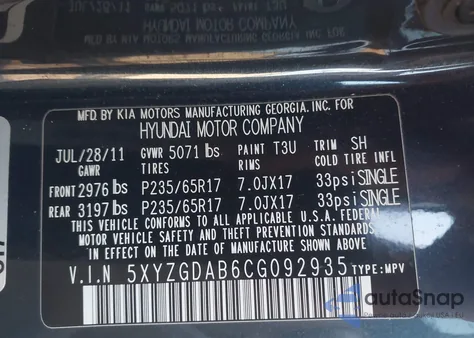 MFD.BY KIA MOTORS MANUFACTURING GEORGIA.INC.FOR
HYUNDAI MOTOR COMPANY
JUL/28/11 GVWR 5071 lbs PAINT T3U TRIM SH
TIRES RIMS COLD TIRE INFL
FRONT 2976 lbs P235/65R17 7.0JX17 33psi SINGLE
REAR 3197 lbs P235/65R17 7.0JX17 33psi SINGLE
THIS VEHICLE CONFORMS TO ALL APPLICABLE U.S.A. FEDERAL
MOTOR VEHICLE SAFETY AND THEFT PREVENTION STANDARDS
IN EFFECT ON THE DATE OF MANUFACTURE SHOWN ABOVE
V.I.N 5XYZGDAB6CG092935 TYPE:MPV
autoSnap